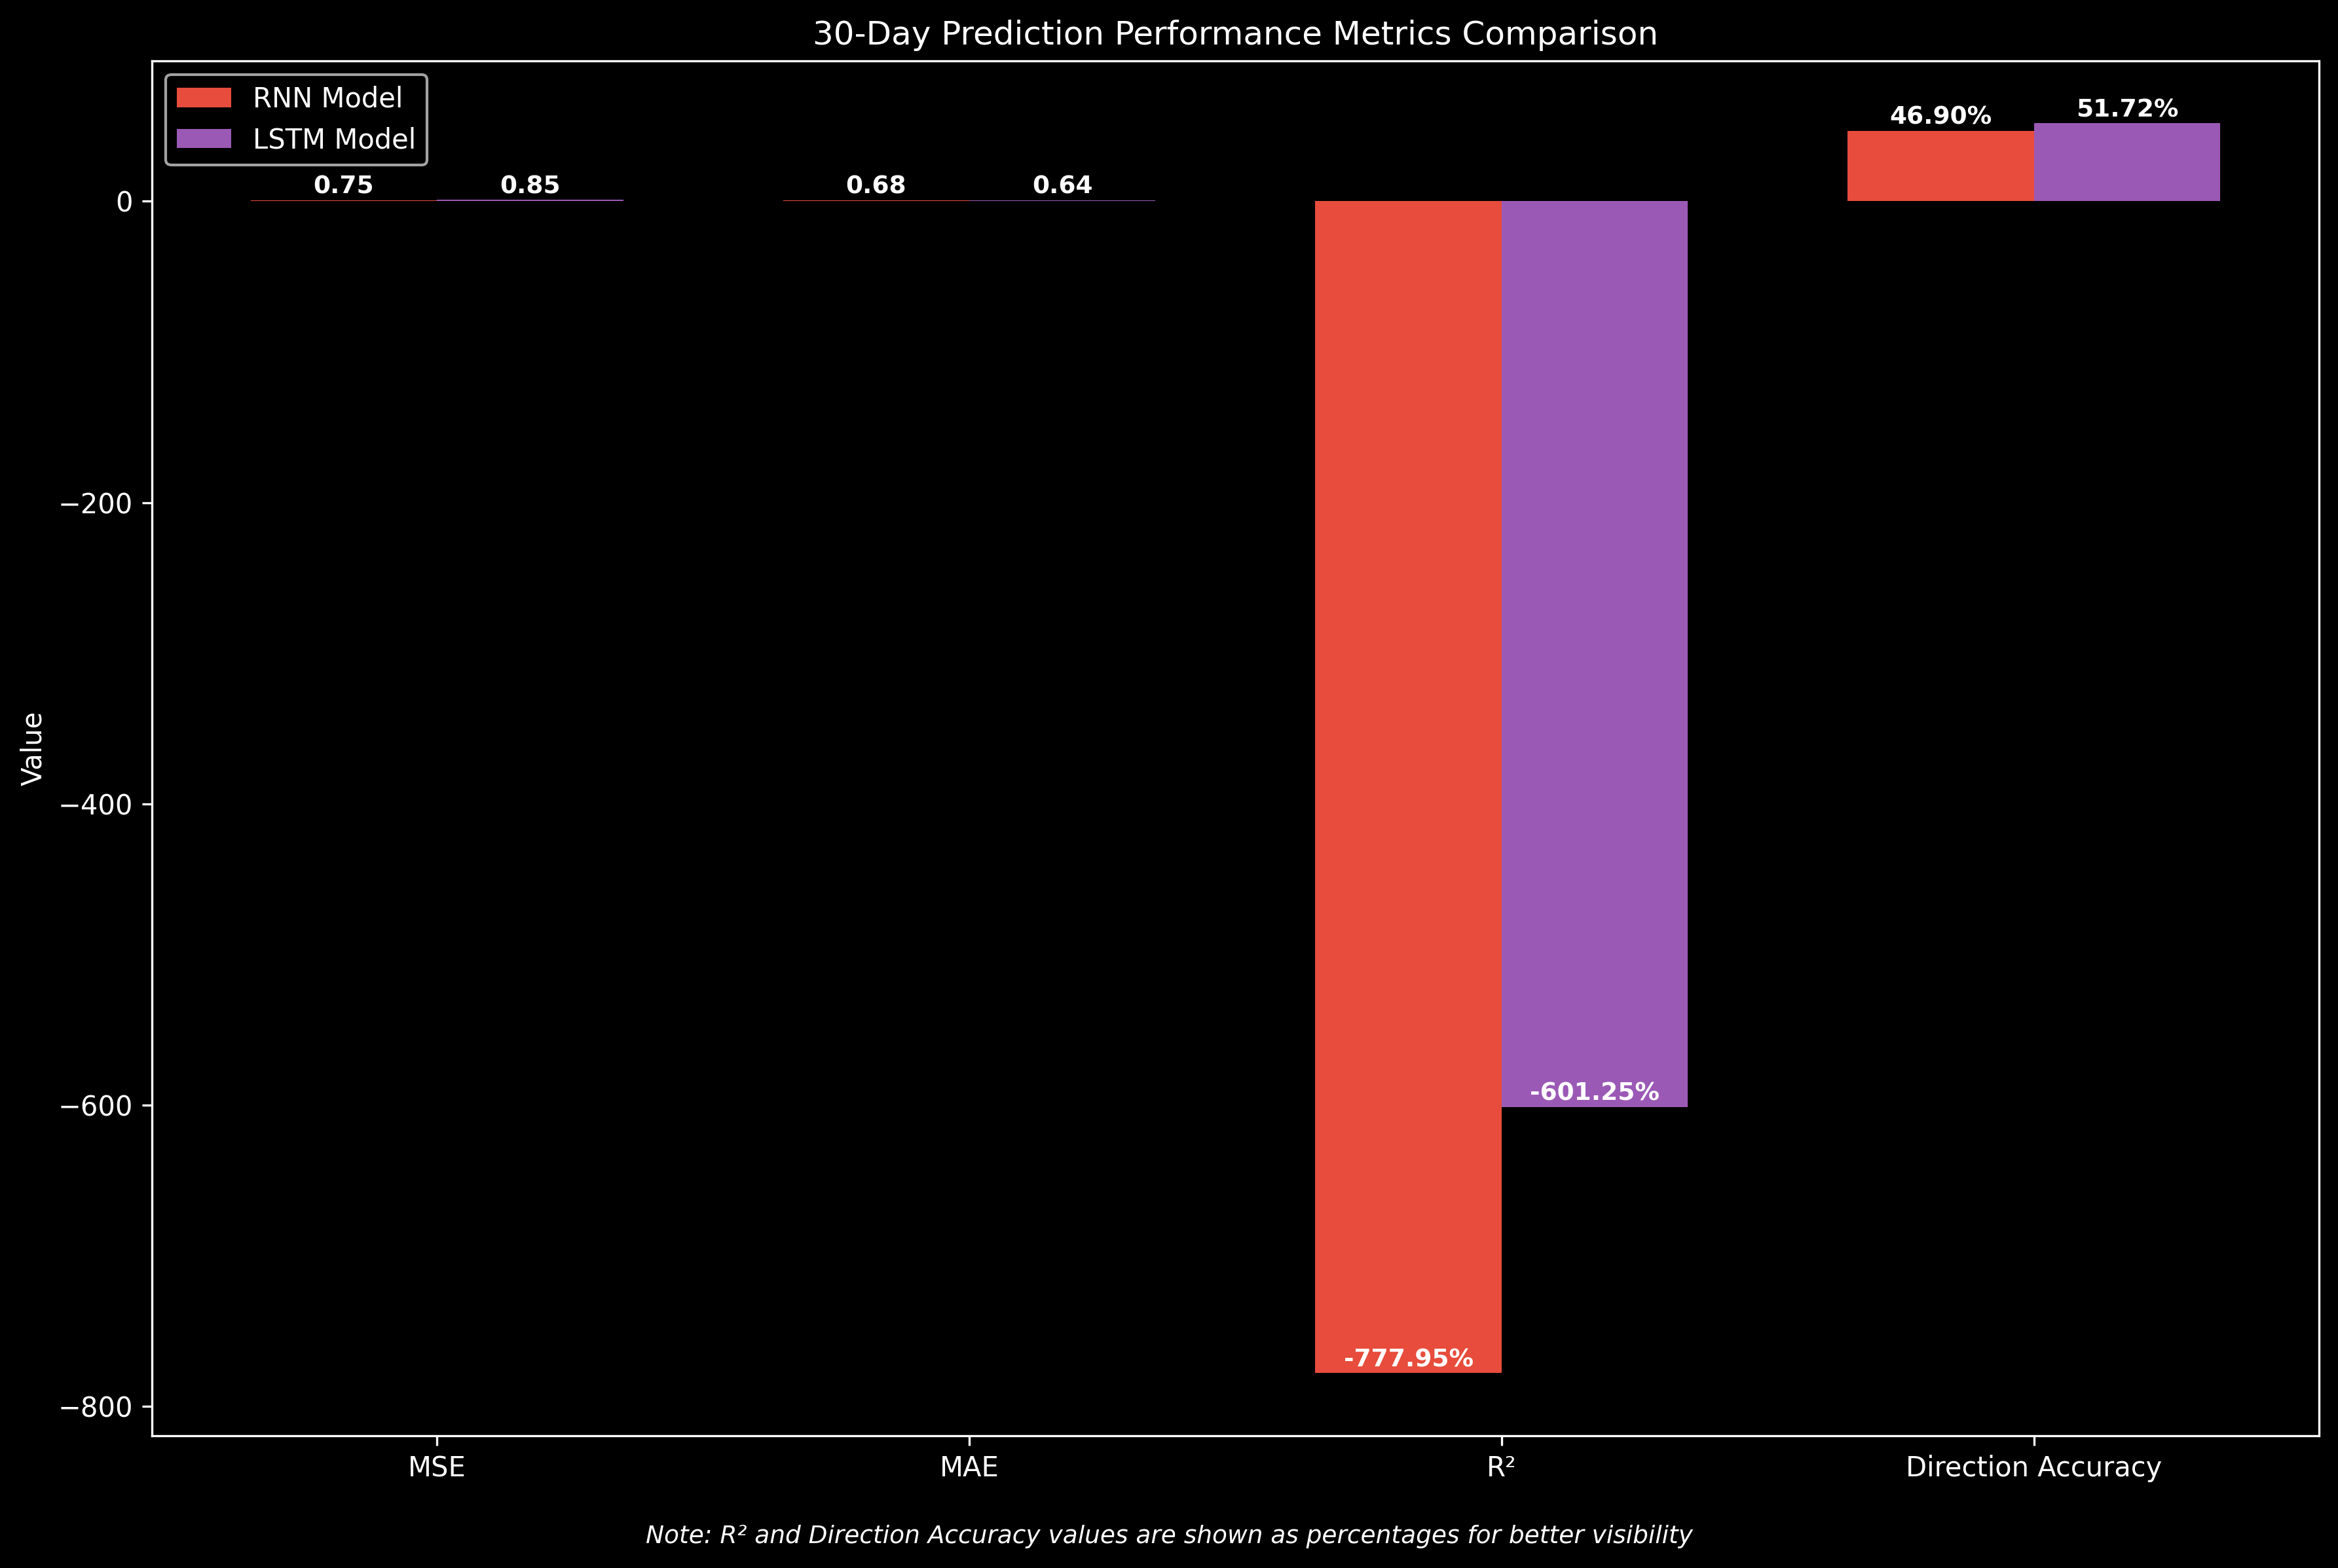 30-Day Prediction Performance Metrics Comparison
RNN Model
LSTM Model
46.90%
51.72%
0.75
0.85
0.68
0.64
0
−200
−400
−600
−800
Value
-601.25%
-777.95%
MSE
MAE
R²
Direction Accuracy
Note: R² and Direction Accuracy values are shown as percentages for better visibility